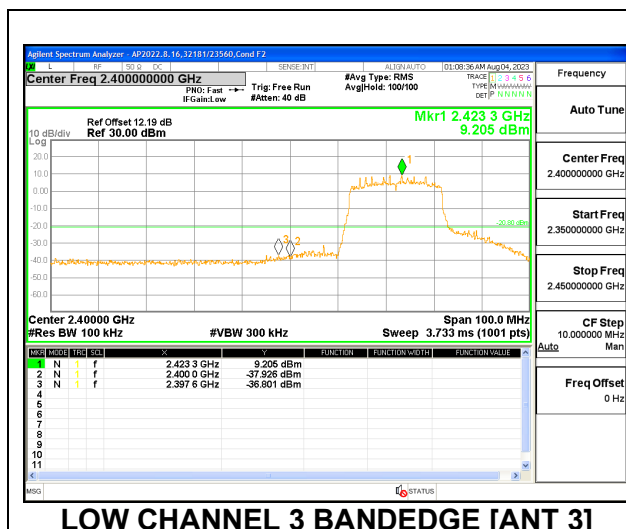 Agilent Spectrum Analyzer - AP2022.8.16,32181/23560,Cond F2
LXI L RF 50 Ω DC SENSE:INT ALIGN AUTO 01:08:36 AM Aug 04, 2023
Center Freq 2.400000000 GHz #Avg Type: RMS TRACE 1 2 3 4 5 6
PNO: Fast Trig: Free Run Avg|Hold: 100/100 TYPE M
IFGain:Low #Atten: 40 dB DET P N N N N N
Frequency
Auto Tune
Center Freq
2.400000000 GHz
Start Freq
2.350000000 GHz
Stop Freq
2.450000000 GHz
CF Step
10.000000 MHz
Auto Man
Freq Offset
0 Hz
Mkr1 2.423 3 GHz
9.205 dBm
Ref Offset 12.19 dB
10 dB/div Ref 30.00 dBm
Log
20.0
10.0
0.00
-10.0
-20.0
-30.0
-40.0
-50.0
-60.0
1
-20.80 dBm
3 2
Center 2.40000 GHz Span 100.0 MHz
#Res BW 100 kHz #VBW 300 kHz Sweep 3.733 ms (1001 pts)
MKR MODE TRC SCL X Y FUNCTION FUNCTION WIDTH FUNCTION VALUE
1 N 1 f 2.423 3 GHz 9.205 dBm
2 N 1 f 2.400 0 GHz -37.926 dBm
3 N 1 f 2.397 6 GHz -36.801 dBm
4
5
6
7
8
9
10
11
MSG STATUS
LOW CHANNEL 3 BANDEDGE [ANT 3]